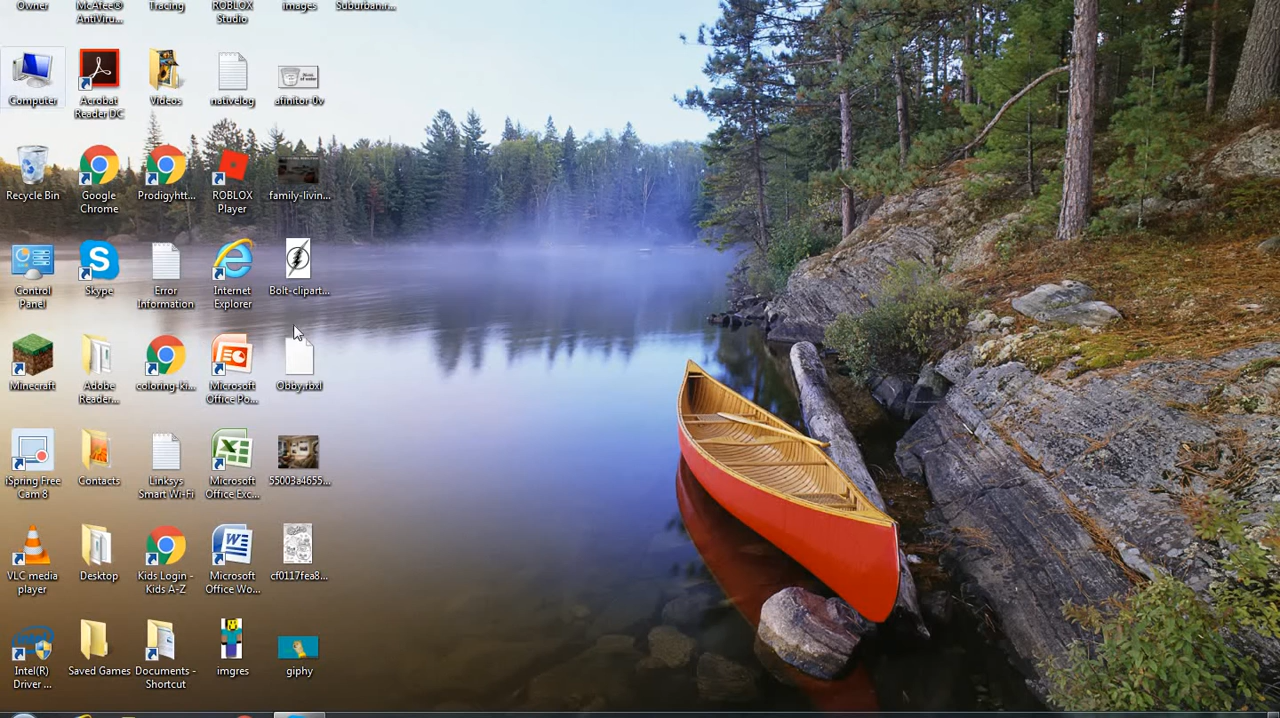 Owner
McAfee®
AntiViru...
Tracing
ROBLOX
Studio
images
Suburban.r...
Computer
Acrobat
Reader DC
Videos
nativelog
afinitor-0v
Recycle Bin
Google
Chrome
Prodigyhtt...
ROBLOX
Player
family-livin...
Control
Panel
Skype
Error
Information
Internet
Explorer
Bolt-clipart...
Minecraft
Adobe
Reader...
coloring-ki...
Microsoft
Office Po...
Obby.rbxl
iSpring Free
Cam 8
Contacts
Linksys
Smart Wi-Fi
Microsoft
Office Exc...
55003a4655...
VLC media
player
Desktop
Kids Login -
Kids A-Z
Microsoft
Office Wo...
cf0117fea8...
Intel(R)
Driver ...
Saved Games
Documents -
Shortcut
imgres
giphy